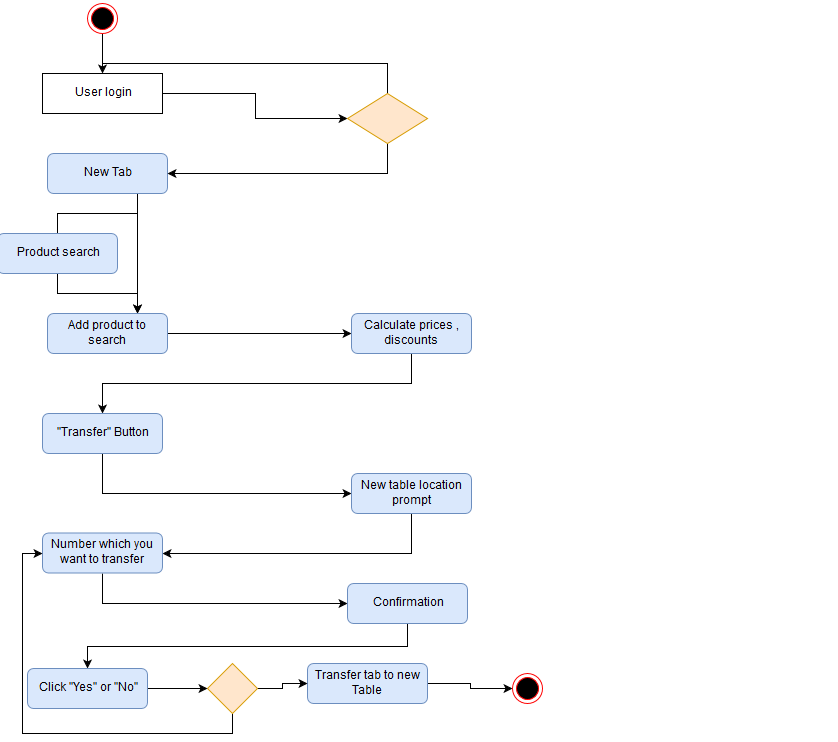 User login
New Tab
Product search
Add product to
search
Calculate prices ,
discounts
"Transfer" Button
New table location
prompt
Number which you
want to transfer
Confirmation
Click "Yes" or "No"
Transfer tab to new
Table